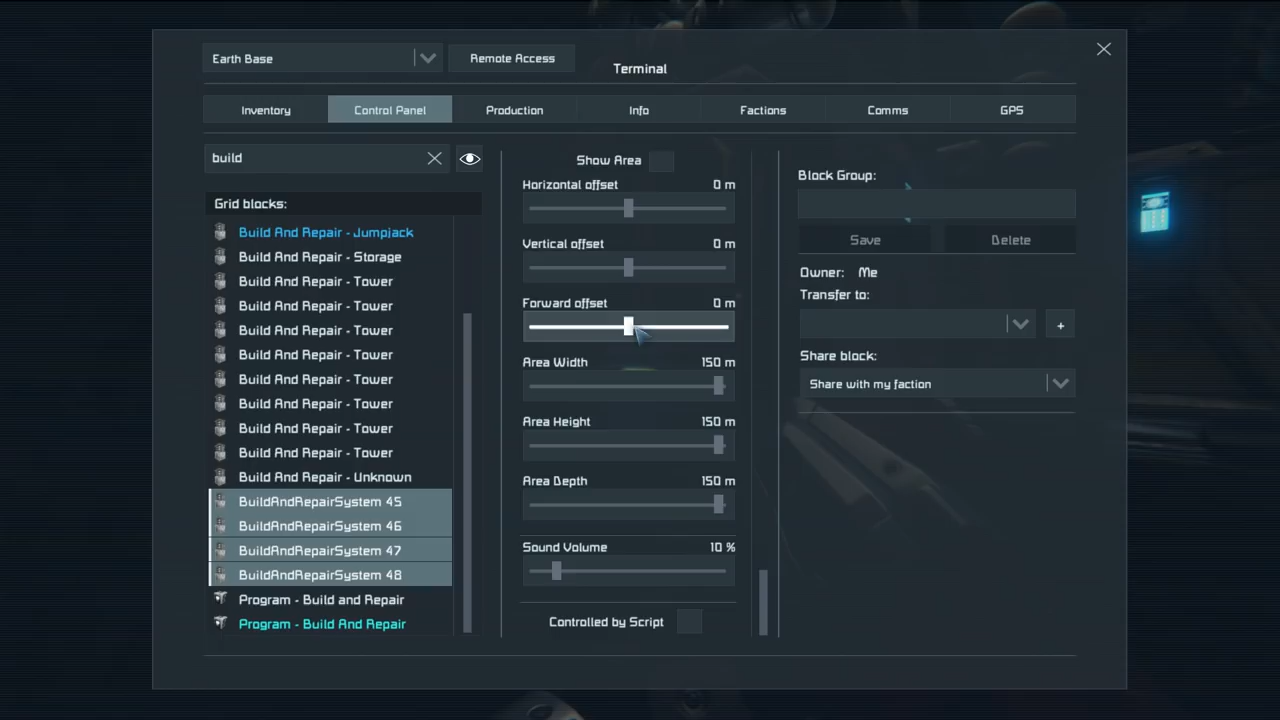 Earth Base
Remote Access
Terminal
Inventory
Control Panel
Production
Info
Factions
Comms
GPS
build
Grid blocks:
Build And Repair - Jumpjack
Build And Repair - Storage
Build And Repair - Tower
Build And Repair - Tower
Build And Repair - Tower
Build And Repair - Tower
Build And Repair - Tower
Build And Repair - Tower
Build And Repair - Tower
Build And Repair - Tower
Build And Repair - Unknown
BuildAndRepairSystem 45
BuildAndRepairSystem 46
BuildAndRepairSystem 47
BuildAndRepairSystem 48
Program - Build and Repair
Program - Build And Repair
Show Area
Horizontal offset 0 m
Vertical offset 0 m
Forward offset 0 m
Area Width 150 m
Area Height 150 m
Area Depth 150 m
Sound Volume 10 %
Controlled by Script
Block Group:
Save
Delete
Owner: Me
Transfer to:
+
Share block:
Share with my faction